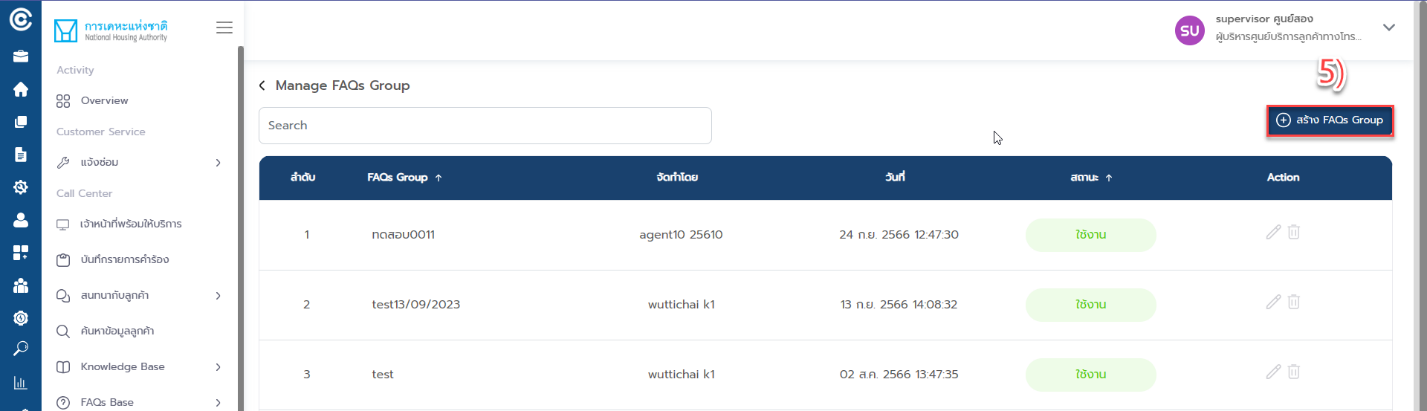 การเคหะแห่งชาติ
National Housing Authority
SU
supervisor ศูนย์สอง
ผู้บริหารศูนย์บริการลูกค้าทางโทร...
Activity
Overview
Customer Service
แจ้งซ่อม
Call Center
เจ้าหน้าที่พร้อมให้บริการ
บันทึกรายการคำร้อง
สนทนากับลูกค้า
ค้นหาข้อมูลลูกค้า
Knowledge Base
FAQs Base
Manage FAQs Group
5)
Search
สร้าง FAQs Group
ลำดับ FAQs Group ↑ จัดทำโดย วันที่ สถานะ ↑ Action
1 ทดสอบ0011 agent10 25610 24 ก.ย. 2566 12:47:30 ใช้งาน
2 test13/09/2023 wuttichai k1 13 ก.ย. 2566 14:08:32 ใช้งาน
3 test wuttichai k1 02 ส.ค. 2566 13:47:35 ใช้งาน